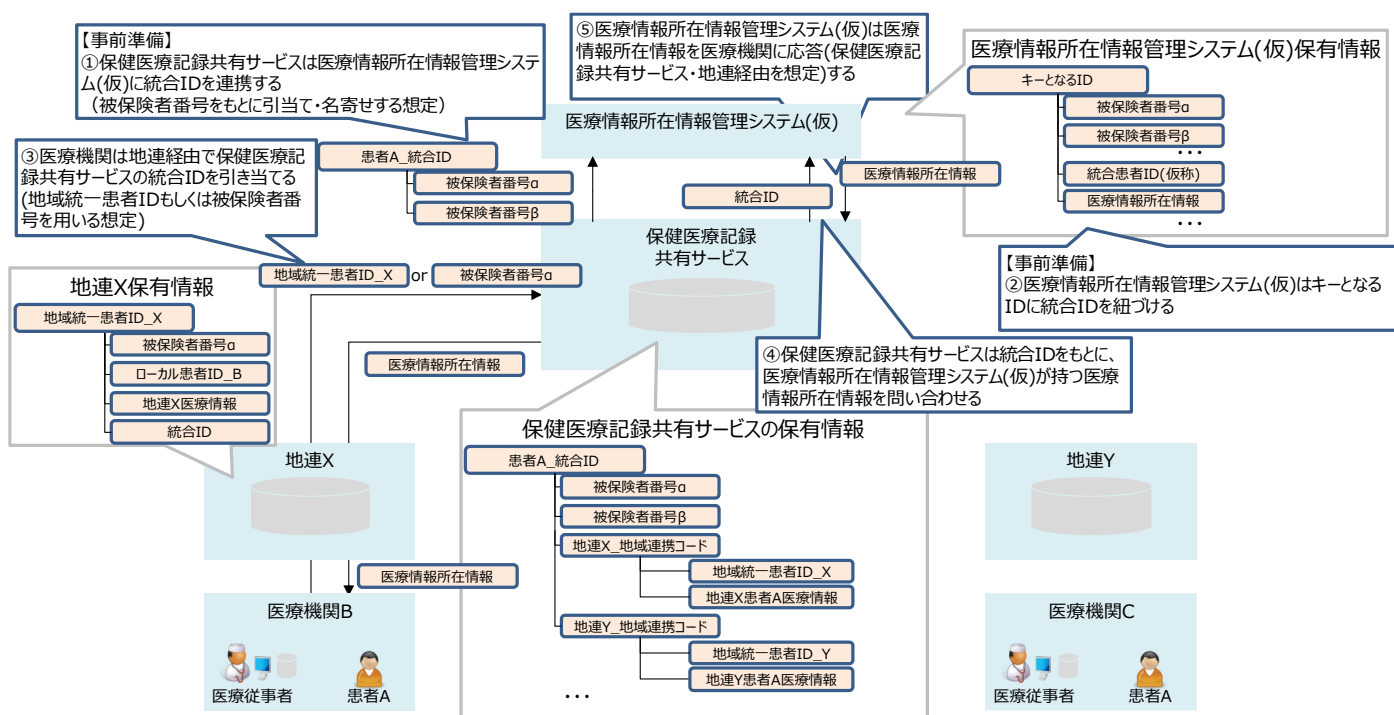 【事前準備】
①保健医療記録共有サービスは医療情報所在情報管理システ
ム(仮)に統合IDを連携する
（被保険者番号をもとに引当て・名寄せする想定）
⑤医療情報所在情報管理システム(仮)は医療
情報所在情報を医療機関に応答(保健医療記
録共有サービス・地連経由を想定)する
医療情報所在情報管理システム(仮)保有情報
キーとなるID
被保険者番号α
被保険者番号β
・・・
統合患者ID(仮称)
医療情報所在情報
・・・
医療情報所在情報管理システム(仮)
③医療機関は地連経由で保健医療記
録共有サービスの統合IDを引き当てる
(地域統一患者IDもしくは被保険者番
号を用いる想定)
患者A_統合ID
被保険者番号α
被保険者番号β
統合ID
医療情報所在情報
保健医療記録
共有サービス
【事前準備】
②医療情報所在情報管理システム(仮)はキーとなる
IDに統合IDを紐づける
地域統一患者ID_X or 被保険者番号α
地連X保有情報
地域統一患者ID_X
被保険者番号α
ローカル患者ID_B
地連X医療情報
統合ID
医療情報所在情報
④保健医療記録共有サービスは統合IDをもとに、
医療情報所在情報管理システム(仮)が持つ医療
情報所在情報を問い合わせる
保健医療記録共有サービスの保有情報
患者A_統合ID
被保険者番号α
被保険者番号β
地連X_地域連携コード
地域統一患者ID_X
地連X患者A医療情報
地連Y_地域連携コード
地域統一患者ID_Y
地連Y患者A医療情報
・・・
地連X
医療情報所在情報
医療機関B
医療従事者
患者A
地連Y
医療機関C
医療従事者
患者A